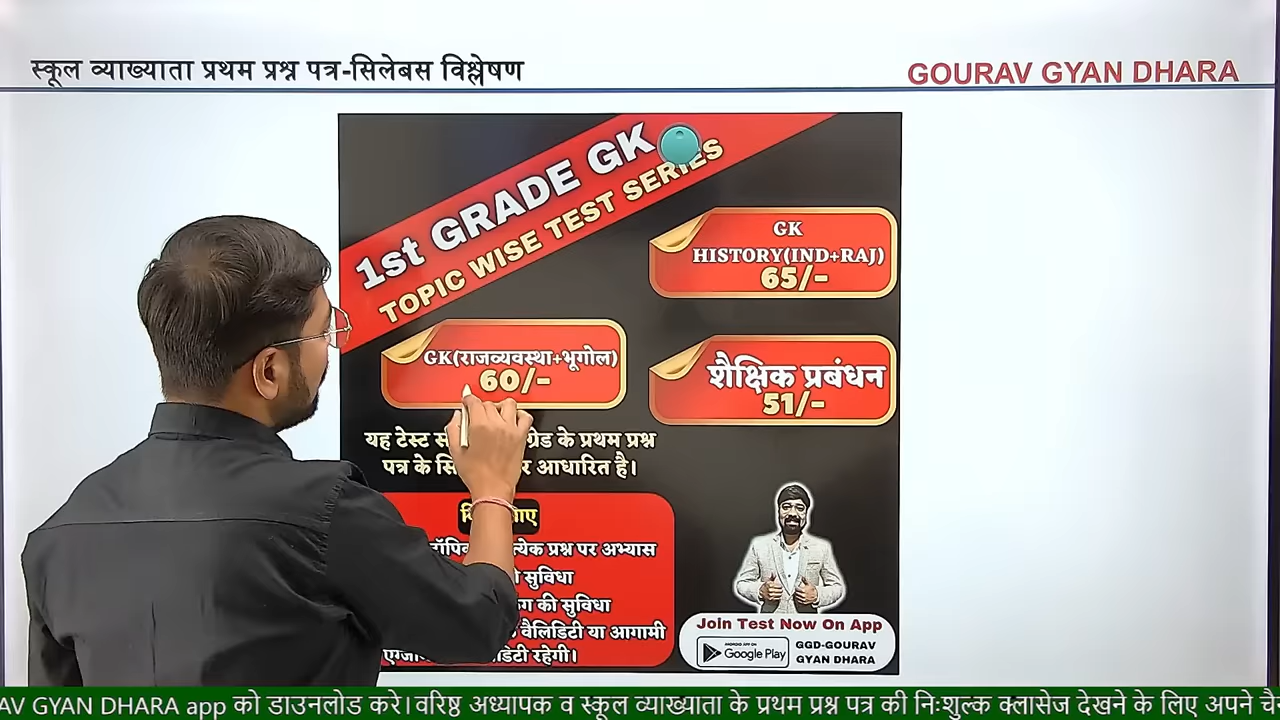 स्कूल व्याख्याता प्रथम प्रश्न पत्र-सिलेबस विश्लेषण
GOURAV GYAN DHARA
1st GRADE GK
TOPIC WISE TEST SERIES
GK
HISTORY(IND+RAJ)
65/-
GK(राजव्यवस्था+भूगोल)
60/-
शैक्षिक प्रबंधन
51/-
यह टेस्ट ग्रेड के प्रथम प्रश्न
पत्र के आधारित है।
प्रश्न पर अभ्यास
सुविधा
की सुविधा
वैलिडिटी या आगामी
रहेगी।
Join Test Now On App
ANDROID APP ON
Google Play
GGD-GOURAV
GYAN DHARA
GYAN DHARA app को डाउनलोड करे।वरिष्ठ अध्यापक व स्कूल व्याख्याता के प्रथम प्रश्न पत्र की निःशुल्क क्लासेज देखने के लिए अपने